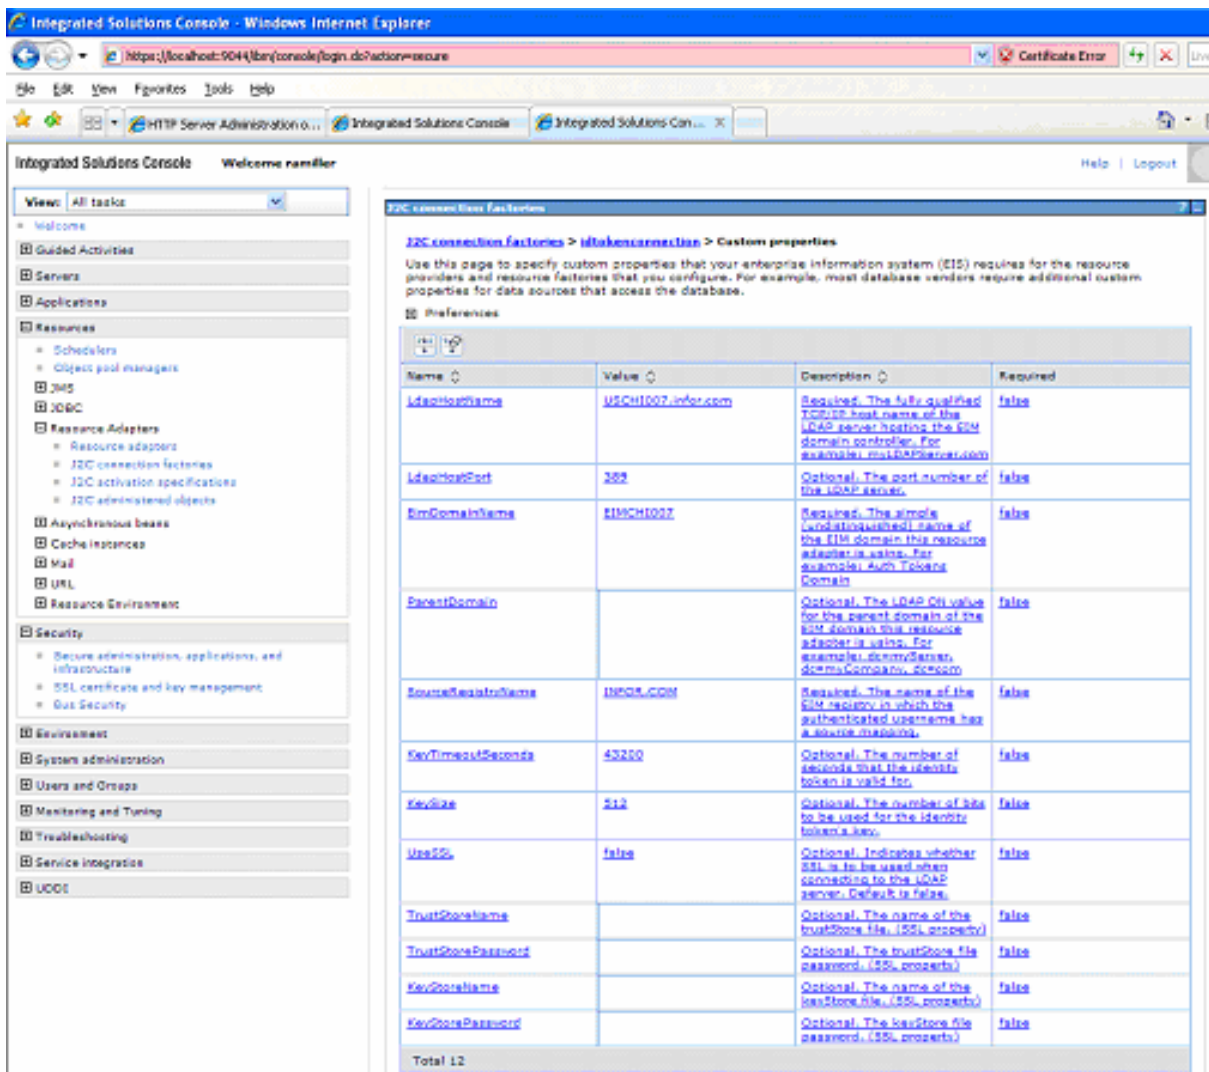 Integrated Solutions Console - Windows Internet Explorer
https://localhost:9044/ibm/console/login.do?action=secure
Certificate Error
Live
File Edit View Favorites Tools Help
HTTP Server Administration o...
Integrated Solutions Console
Integrated Solutions Con...
Integrated Solutions Console Welcome ramiller
Help | Logout
View: All tasks
Welcome
Guided Activities
Servers
Applications
Resources
Schedulers
Object pool managers
JMS
JDBC
Resource Adapters
Resource adapters
J2C connection factories
J2C activation specifications
J2C administered objects
Asynchronous beans
Cache instances
Mail
URL
Resource Environment
Security
Secure administration, applications, and
infrastructure
SSL certificate and key management
Bus Security
Environment
System administration
Users and Groups
Monitoring and Tuning
Troubleshooting
Service integration
UDDI
J2C connection factories
? _
J2C connection factories > idtokenconnection > Custom properties
Use this page to specify custom properties that your enterprise information system (EIS) requires for the resource
providers and resource factories that you configure. For example, most database vendors require additional custom
properties for data sources that access the database.
Preferences
Name Value Description Required
LdapHostName USCHI007.infor.com Required. The fully qualified false
TCP/IP host name of the
LDAP server hosting the EIM
domain controller. For
example: myLDAPServer.com
LdapHostPort 389 Optional. The port number of false
the LDAP server.
EimDomainName EIMCHI007 Required. The simple false
(undistinguished) name of
the EIM domain this resource
adapter is using. For
example: Auth Tokens
Domain
ParentDomain Optional. The LDAP DN value false
for the parent domain of the
EIM domain this resource
adapter is using. For
example: dc=myServer,
dc=myCompany, dc=com
SourceRegistryName INFOR.COM Required. The name of the false
EIM registry in which the
authenticated username has
a source mapping.
KeyTimeoutSeconds 43200 Optional. The number of false
seconds that the identity
token is valid for.
KeySize 512 Optional. The number of bits false
to be used for the identity
token's key.
UseSSL false Optional. Indicates whether false
SSL is to be used when
connecting to the LDAP
server. Default is false.
TrustStoreName Optional. The name of the false
trustStore file. (SSL property)
TrustStorePassword Optional. The trustStore file false
password. (SSL property)
KeyStoreName Optional. The name of the false
keyStore file. (SSL property)
KeyStorePassword Optional. The keyStore file false
password. (SSL property)
Total 12